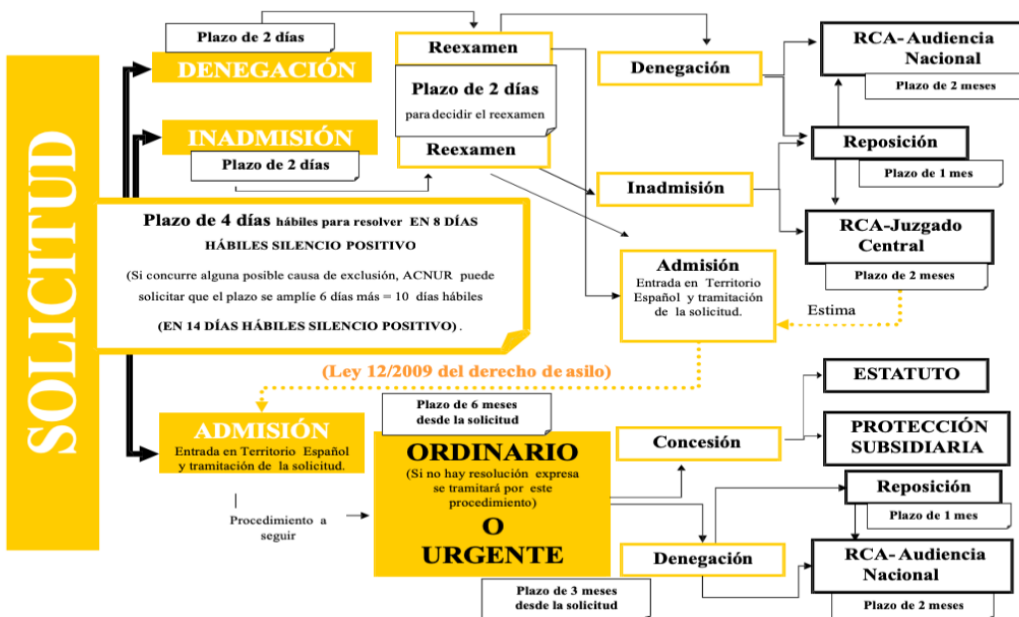 SOLICITUD
Plazo de 2 días
DENEGACIÓN
INADMISIÓN
Plazo de 2 días
Reexamen
Plazo de 2 días
para decidir el reexamen
Reexamen
Denegación
Inadmisión
RCA- Audiencia
Nacional
Plazo de 2 meses
Reposición
Plazo de 1 mes
RCA-Juzgado
Central
Plazo de 2 meses
Plazo de 4 días hábiles para resolver EN 8 DÍAS
HÁBILES SILENCIO POSITIVO
(Si concurre alguna posible causa de exclusión, ACNUR puede
solicitar que el plazo se amplíe 6 días más = 10 días hábiles
(EN 14 DÍAS HÁBILES SILENCIO POSITIVO).
Admisión
Entrada en Territorio
Español y tramitación
de la solicitud.
Estima
(Ley 12/2009 del derecho de asilo)
ADMISIÓN
Entrada en Territorio Español
y tramitación de la solicitud.
Procedimiento a
seguir
Plazo de 6 meses
desde la solicitud
ORDINARIO
(Si no hay resolución expresa
se tramitará por este
procedimiento)
O
URGENTE
Plazo de 3 meses
desde la solicitud
Concesión
Denegación
ESTATUTO
PROTECCIÓN
SUBSIDIARIA
Reposición
Plazo de 1 mes
RCA- Audiencia
Nacional
Plazo de 2 meses